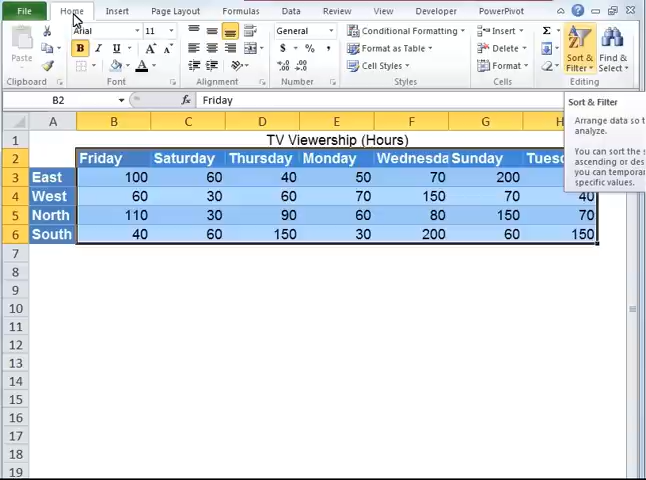 File Home Insert Page Layout Formulas Data Review View Developer PowerPivot
Arial 11 General Conditional Formatting Insert Σ
Paste B I U A A $ % , Format as Table Delete Sort & Filter Find & Select
Cell Styles Format
Clipboard Font Alignment Number Styles Cells Editing
B2 fx Friday
Sort & Filter
Arrange data so t
analyze.
You can sort the s
ascending or des
you can tempora
specific values.
A B C D E F G H
1 TV Viewership (Hours)
2 Friday Saturday Thursday Monday Wednesda Sunday Tuesd
3 East 100 60 40 50 70 200
4 West 60 30 60 70 150 70 40
5 North 110 30 90 60 80 150 70
6 South 40 60 150 30 200 60 150
7
8
9
10
11
12
13
14
15
16
17
18
19